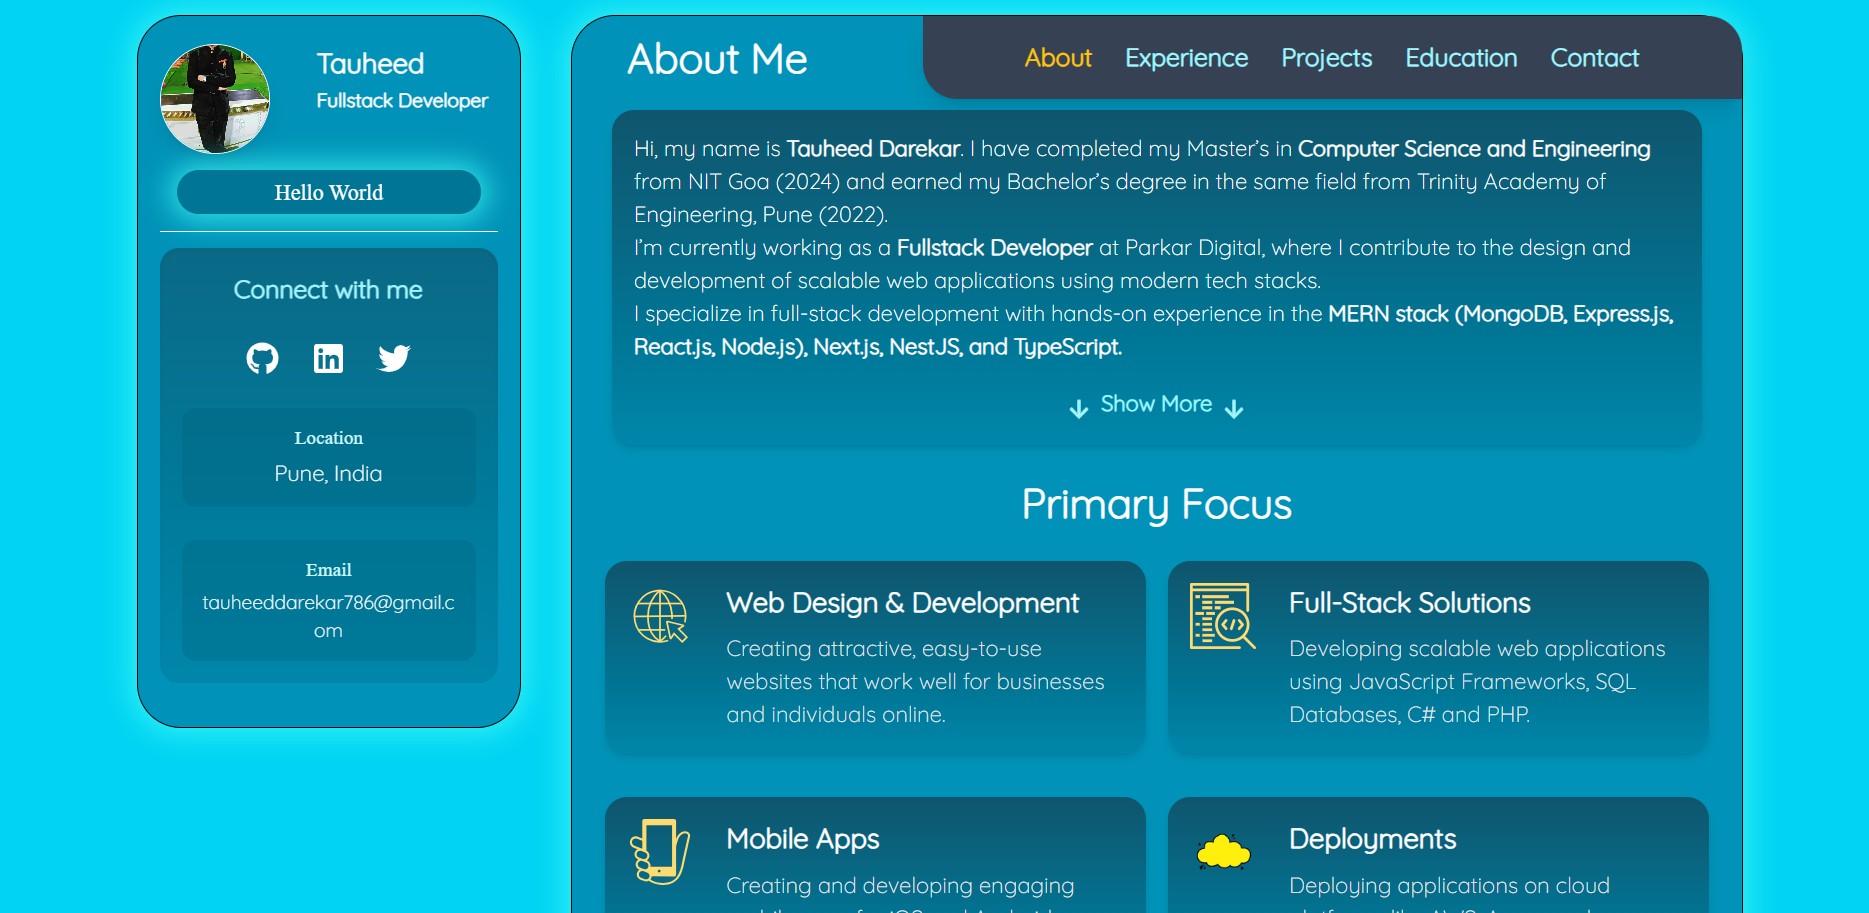 Tauheed
Fullstack Developer
Hello World
Connect with me
Location
Pune, India
Email
tauheeddarekar786@gmail.c
om
About Me
About Experience Projects Education Contact
Hi, my name is Tauheed Darekar. I have completed my Master’s in Computer Science and Engineering
from NIT Goa (2024) and earned my Bachelor’s degree in the same field from Trinity Academy of
Engineering, Pune (2022).
I’m currently working as a Fullstack Developer at Parkar Digital, where I contribute to the design and
development of scalable web applications using modern tech stacks.
I specialize in full-stack development with hands-on experience in the MERN stack (MongoDB, Express.js,
React.js, Node.js), Next.js, NestJS, and TypeScript.
Show More
Primary Focus
Web Design & Development
Creating attractive, easy-to-use
websites that work well for businesses
and individuals online.
Full-Stack Solutions
Developing scalable web applications
using JavaScript Frameworks, SQL
Databases, C# and PHP.
Mobile Apps
Creating and developing engaging
Deployments
Deploying applications on cloud